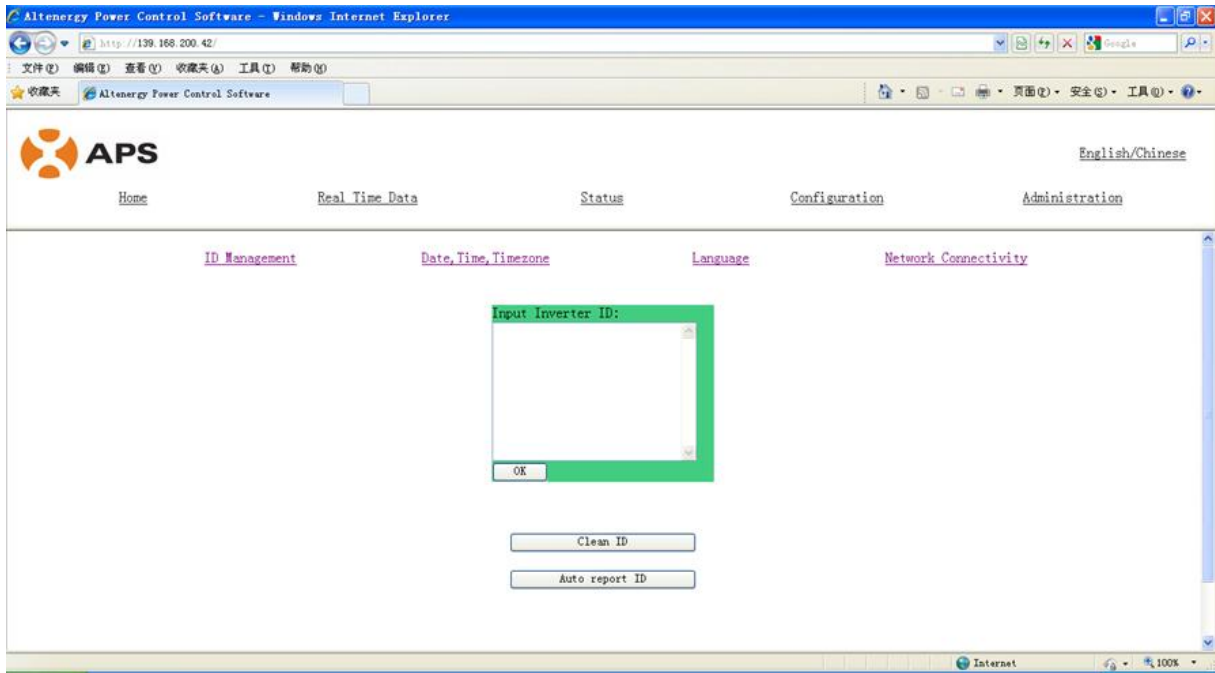 Altenergy Power Control Software - Windows Internet Explorer
http://139.168.200.42/
Google
文件(F) 编辑(E) 查看(V) 收藏夹(A) 工具(T) 帮助(H)
收藏夹 Altenergy Power Control Software 页面(P) 安全(S) 工具(O)
APS
English/Chinese
Home Real Time Data Status Configuration Administration
ID Management Date,Time,Timezone Language Network Connectivity
Input Inverter ID:
OK
Clean ID
Auto report ID
Internet 100%